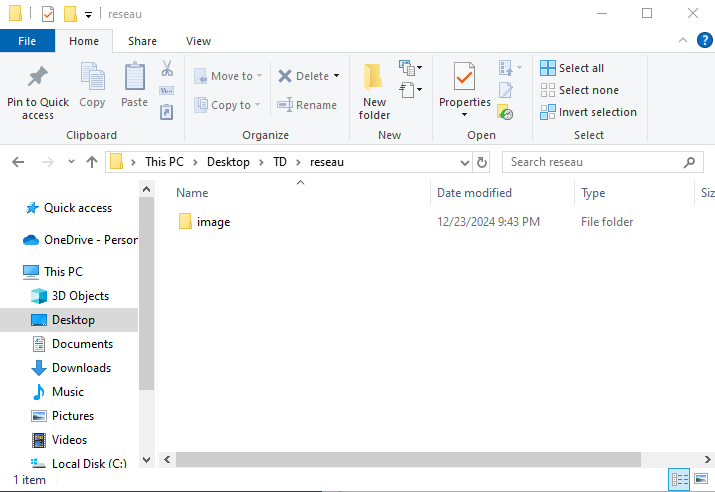 reseau
File Home Share View
Pin to Quick access
Copy
Paste
Clipboard
Move to
Copy to
Delete
Rename
Organize
New folder
New
Properties
Open
Select all
Select none
Invert selection
Select
This PC > Desktop > TD > reseau
Search reseau
Name Date modified Type Siz
image 12/23/2024 9:43 PM File folder
Quick access
OneDrive - Person
This PC
3D Objects
Desktop
Documents
Downloads
Music
Pictures
Videos
Local Disk (C:)
1 item